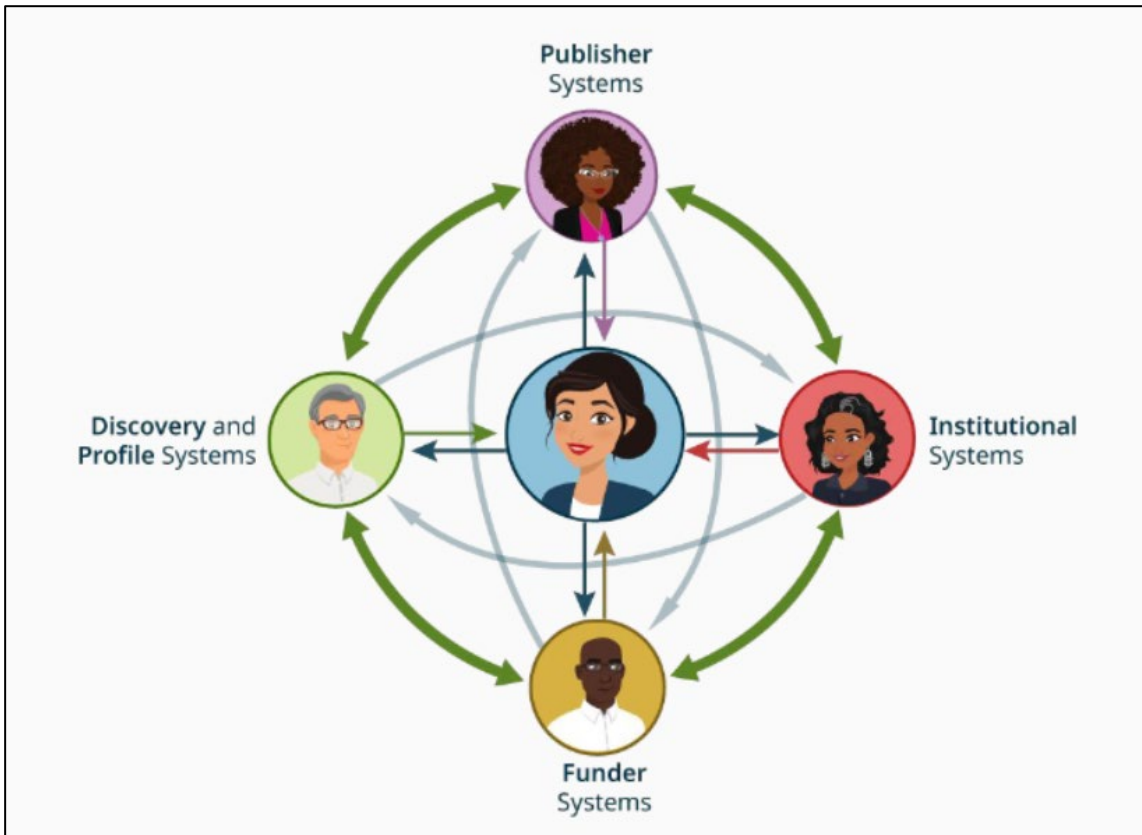 Publisher
Systems
Discovery and
Profile Systems
Institutional
Systems
Funder
Systems